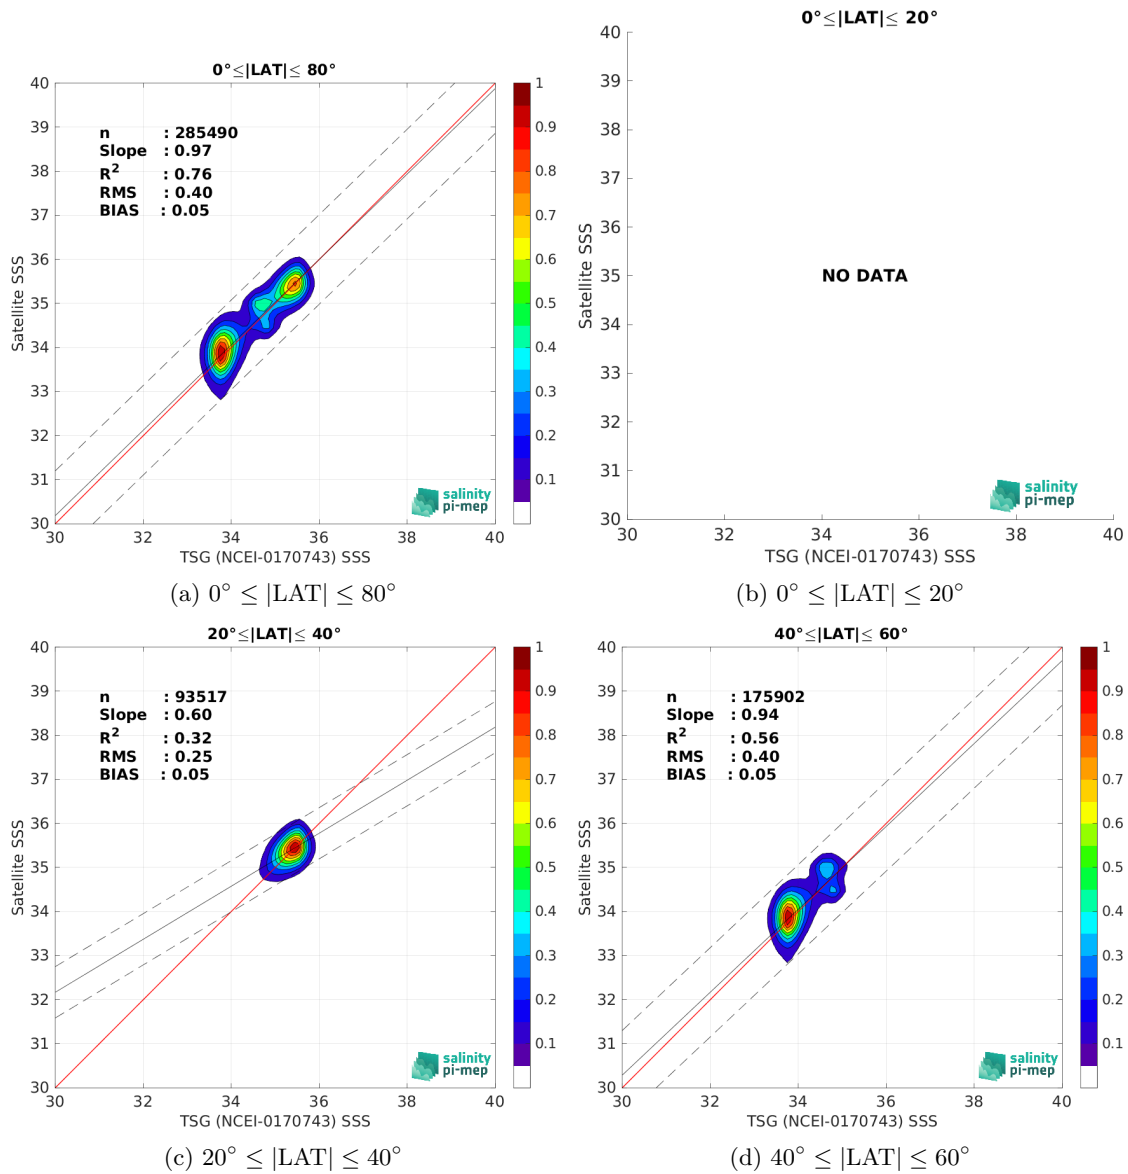 0°≤|LAT|≤ 80°
40
39
38
37
36
35
34
33
32
31
30
Satellite SSS
n : 285490
Slope : 0.97
R² : 0.76
RMS : 0.40
BIAS : 0.05
salinity
pi-mep
30 32 34 36 38 40
TSG (NCEI-0170743) SSS
1
0.9
0.8
0.7
0.6
0.5
0.4
0.3
0.2
0.1
(a) 0° ≤ |LAT| ≤ 80°
0°≤|LAT|≤ 20°
40
39
38
37
36
35
34
33
32
31
30
Satellite SSS
NO DATA
salinity
pi-mep
30 32 34 36 38 40
TSG (NCEI-0170743) SSS
(b) 0° ≤ |LAT| ≤ 20°
20°≤|LAT|≤ 40°
40
39
38
37
36
35
34
33
32
31
30
Satellite SSS
n : 93517
Slope : 0.60
R² : 0.32
RMS : 0.25
BIAS : 0.05
salinity
pi-mep
30 32 34 36 38 40
TSG (NCEI-0170743) SSS
1
0.9
0.8
0.7
0.6
0.5
0.4
0.3
0.2
0.1
(c) 20° ≤ |LAT| ≤ 40°
40°≤|LAT|≤ 60°
40
39
38
37
36
35
34
33
32
31
30
Satellite SSS
n : 175902
Slope : 0.94
R² : 0.56
RMS : 0.40
BIAS : 0.05
salinity
pi-mep
30 32 34 36 38 40
TSG (NCEI-0170743) SSS
1
0.9
0.8
0.7
0.6
0.5
0.4
0.3
0.2
0.1
(d) 40° ≤ |LAT| ≤ 60°